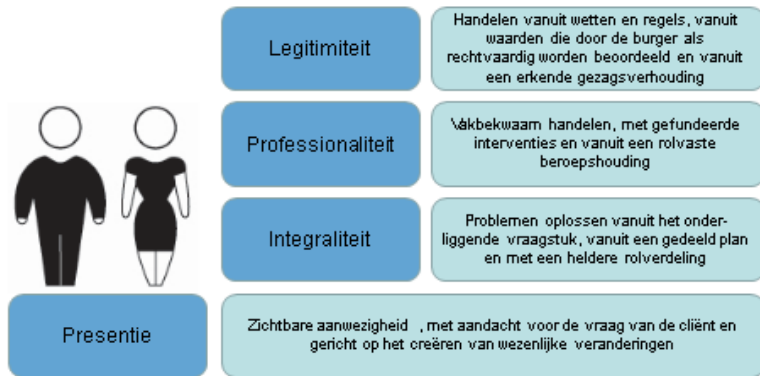 Legitimiteit
Handelen vanuit wetten en regels, vanuit
waarden die door de burger als
rechtvaardig worden beoordeeld en vanuit
een erkende gezagsverhouding
Professionaliteit
Vakbekwaam handelen, met gefundeerde
interventies en vanuit een rolvaste
beroepshouding
Integraliteit
Problemen oplossen vanuit het onder-
liggende vraagstuk, vanuit een gedeeld plan
en met een heldere rolverdeling
Presentie
Zichtbare aanwezigheid , met aandacht voor de vraag van de cliënt en
gericht op het creëren van wezenlijke veranderingen